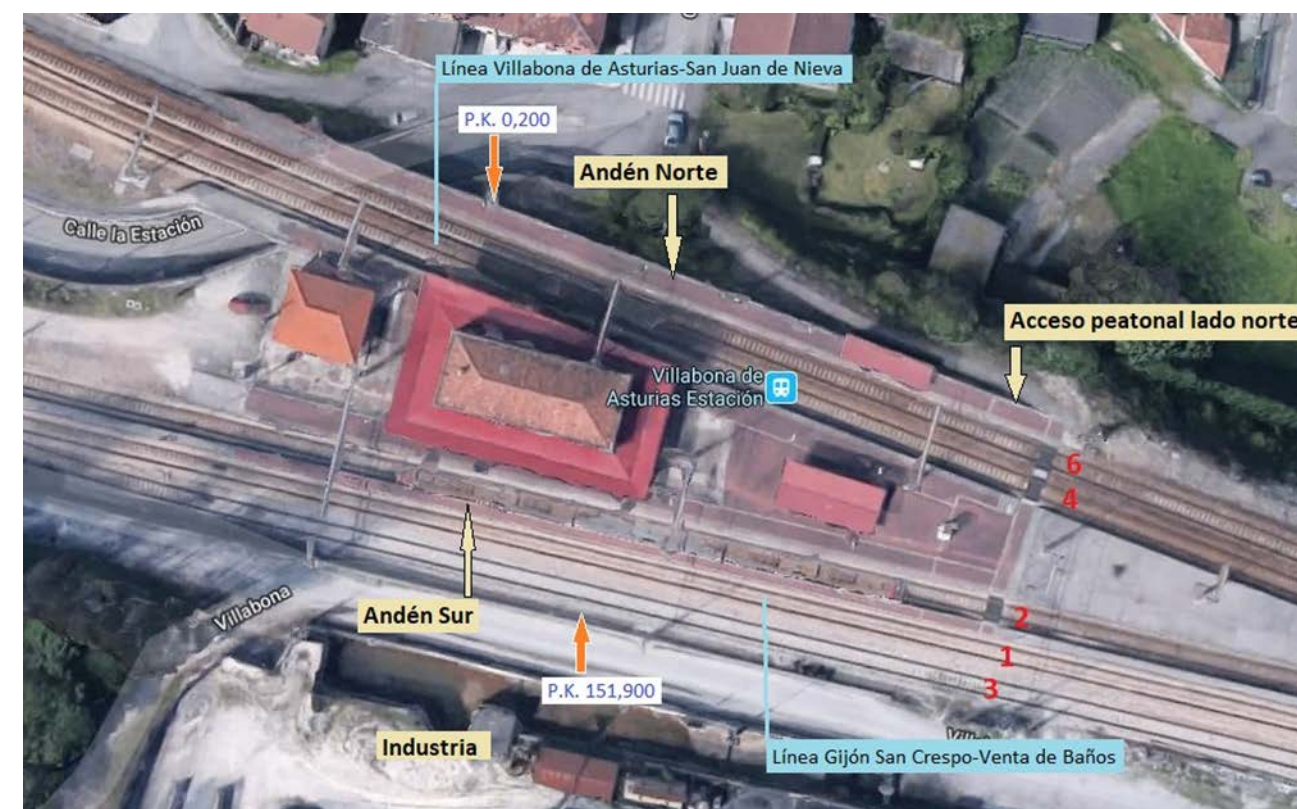 Línea Villabona de Asturias-San Juan de Nieva
P.K. 0,200
Andén Norte
Calle la Estación
Acceso peatonal lado norte
Villabona de
Asturias Estación
6
4
Andén Sur
Villabona
2
1
3
P.K. 151,900
Industria
Línea Gijón San Crespo-Venta de Baños